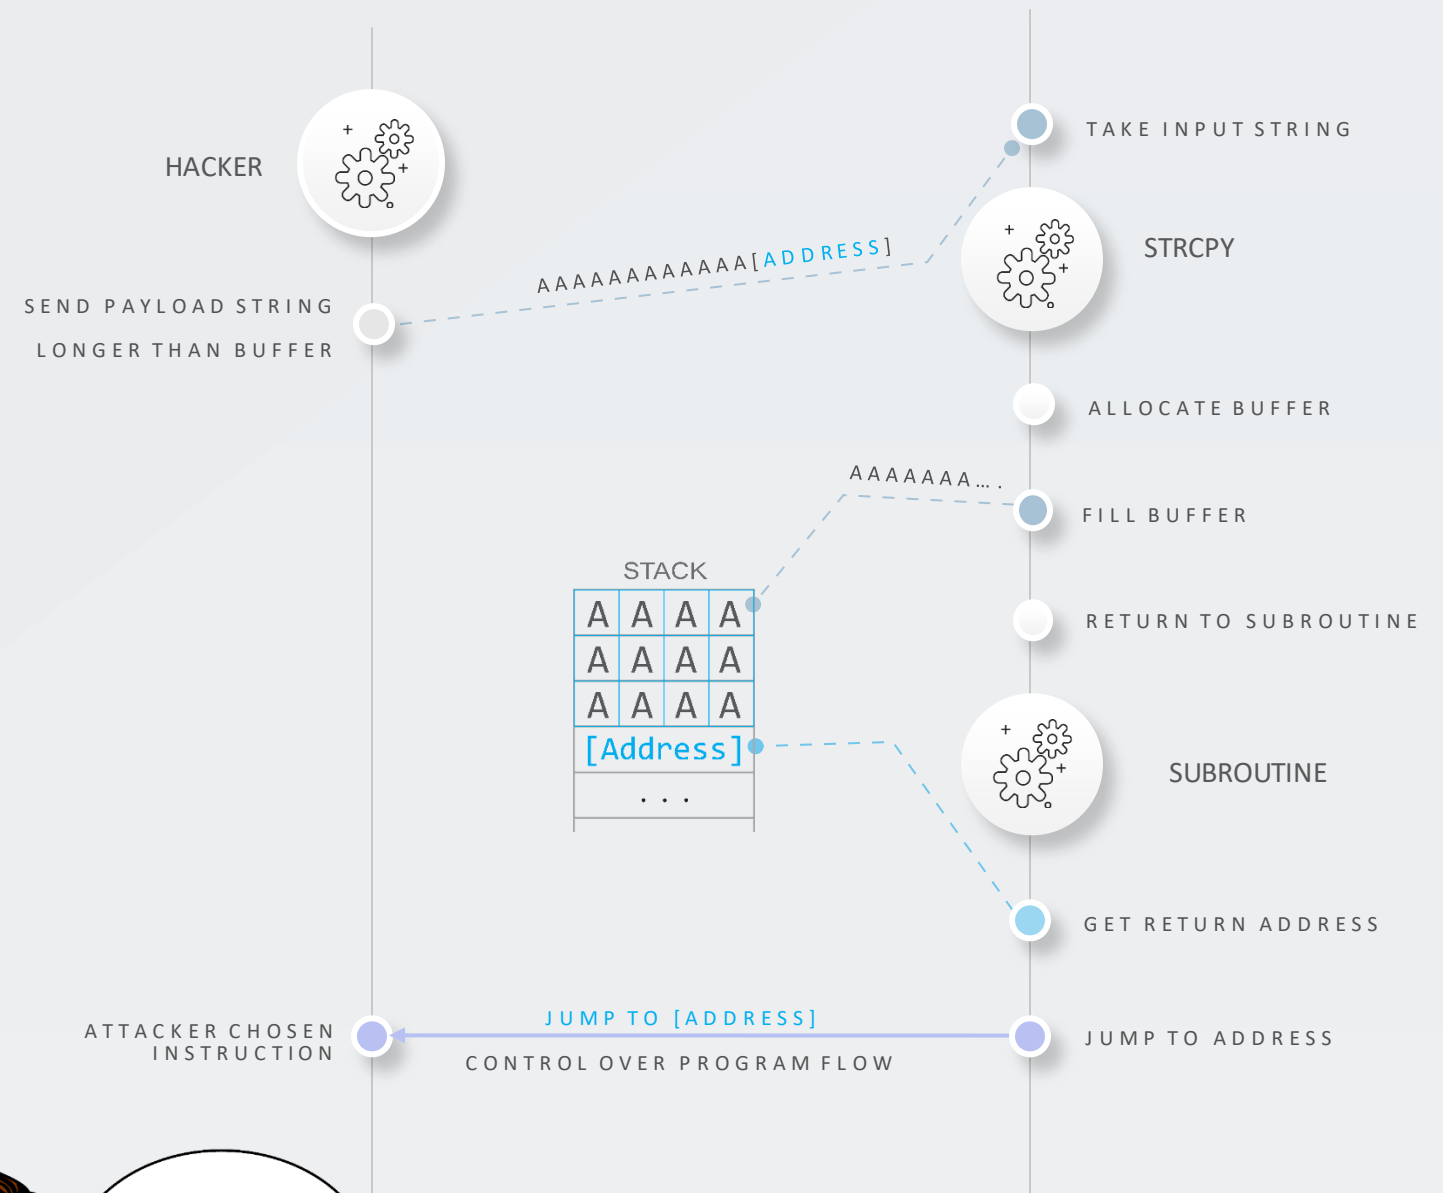 TAKE INPUT STRING
HACKER
AAAAAAAAAAAA[ADDRESS]
STRCPY
SEND PAYLOAD STRING
LONGER THAN BUFFER
ALLOCATE BUFFER
AAAAAAA….
FILL BUFFER
STACK
A A A A
A A A A
A A A A
[Address]
...
RETURN TO SUBROUTINE
SUBROUTINE
GET RETURN ADDRESS
JUMP TO [ADDRESS]
CONTROL OVER PROGRAM FLOW
ATTACKER CHOSEN
INSTRUCTION
JUMP TO ADDRESS